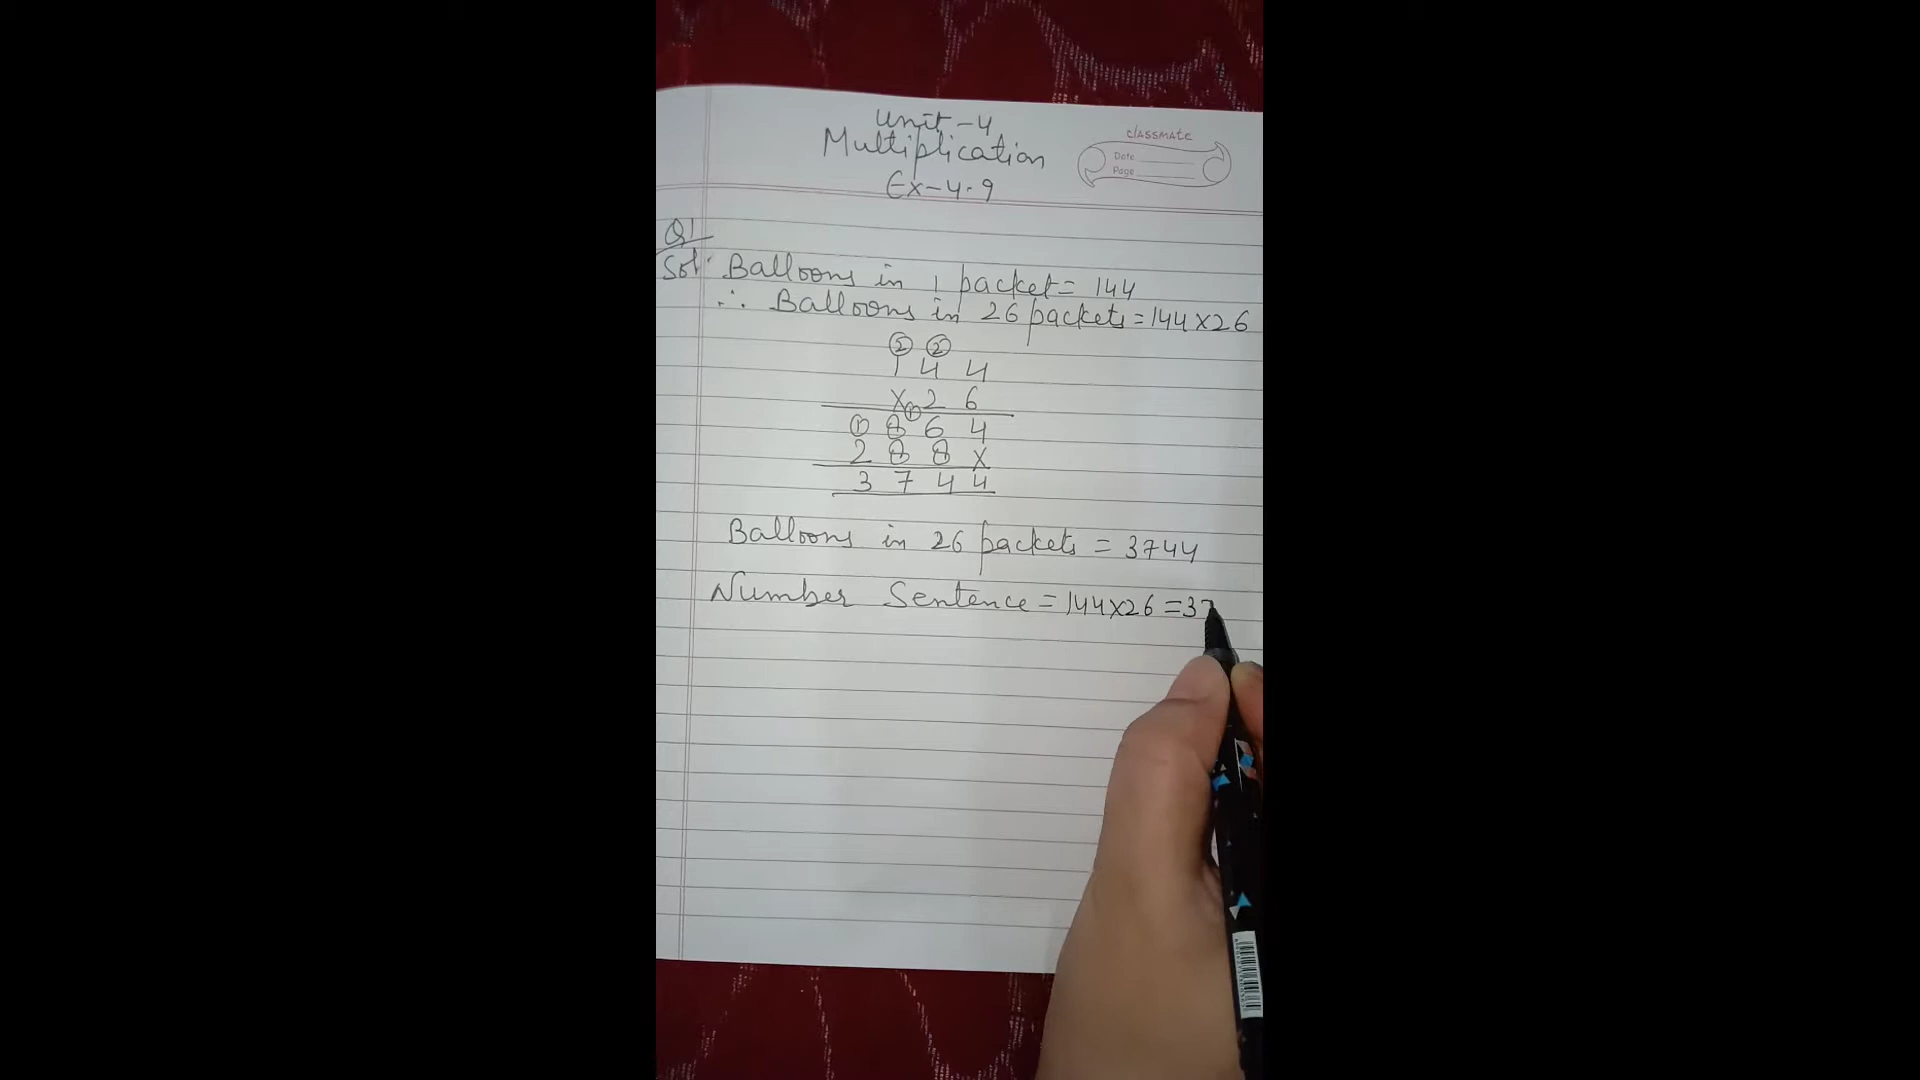 Unit-4
Multiplication
Ex-4.9
classmate
Date
Page
Q1
Sol. Balloons in 1 packet = 144
∴ Balloons in 26 packets = 144×26
② ②
1 4 4
× 2 6
① ①
8 6 4
2 8 8 ×
3 7 4 4
Balloons in 26 packets = 3744
Number Sentence = 144×26 = 37